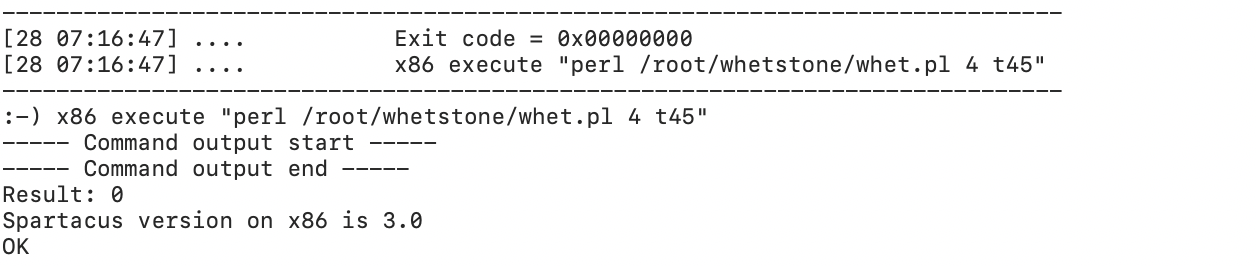 -------------------------------------------------------------------------------
[28 07:16:47] ....           Exit code = 0x00000000
[28 07:16:47] ....           x86 execute "perl /root/whetstone/whet.pl 4 t45"
-------------------------------------------------------------------------------
:-) x86 execute "perl /root/whetstone/whet.pl 4 t45"
----- Command output start -----
----- Command output end -----
Result: 0
Spartacus version on x86 is 3.0
OK